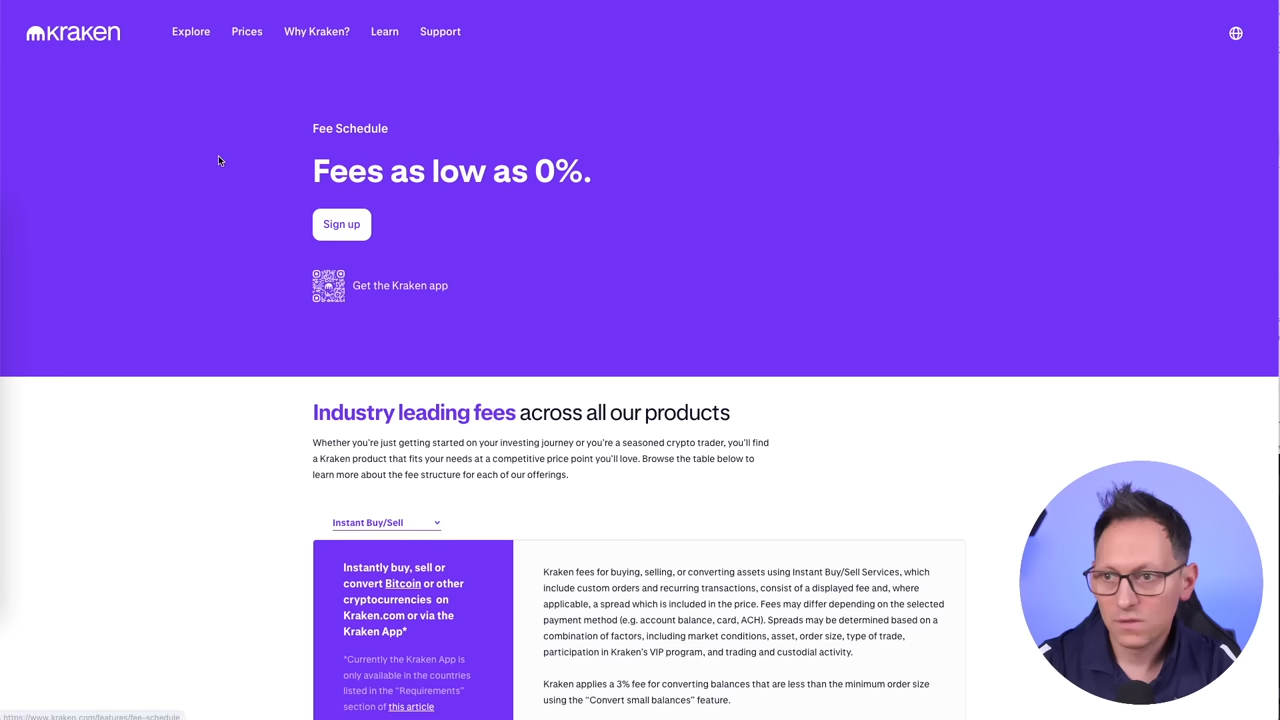 kraken
Explore Prices Why Kraken? Learn Support
Fee Schedule
Fees as low as 0%.
Sign up
Get the Kraken app
Industry leading fees across all our products
Whether you're just getting started on your investing journey or you're a seasoned crypto trader, you'll find
a Kraken product that fits your needs at a competitive price point you'll love. Browse the table below to
learn more about the fee structure for each of our offerings.
Instant Buy/Sell
Instantly buy, sell or
convert Bitcoin or other
cryptocurrencies on
Kraken.com or via the
Kraken App*
*Currently the Kraken App is
only available in the countries
listed in the "Requirements"
section of this article
Kraken fees for buying, selling, or converting assets using Instant Buy/Sell Services, which
include custom orders and recurring transactions, consist of a displayed fee and, where
applicable, a spread which is included in the price. Fees may differ depending on the selected
payment method (e.g. account balance, card, ACH). Spreads may be determined based on a
combination of factors, including market conditions, asset, order size, type of trade,
participation in Kraken's VIP program, and trading and custodial activity.
Kraken applies a 3% fee for converting balances that are less than the minimum order size
using the "Convert small balances" feature.
https://www.kraken.com/features/fee-schedule